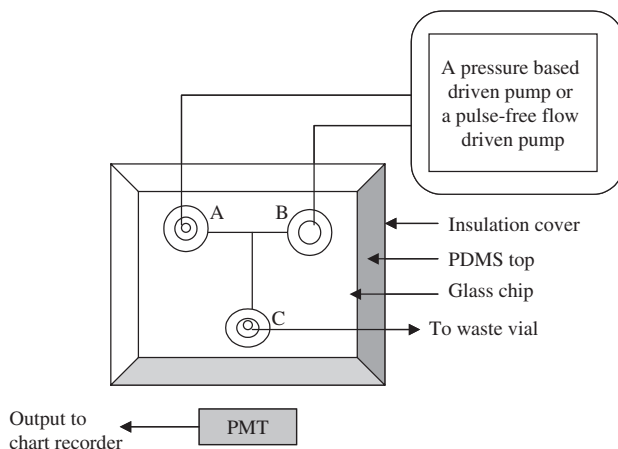 A pressure based
driven pump or
a pulse-free flow
driven pump
A
B
Insulation cover
PDMS top
Glass chip
C
To waste vial
Output to
chart recorder
PMT